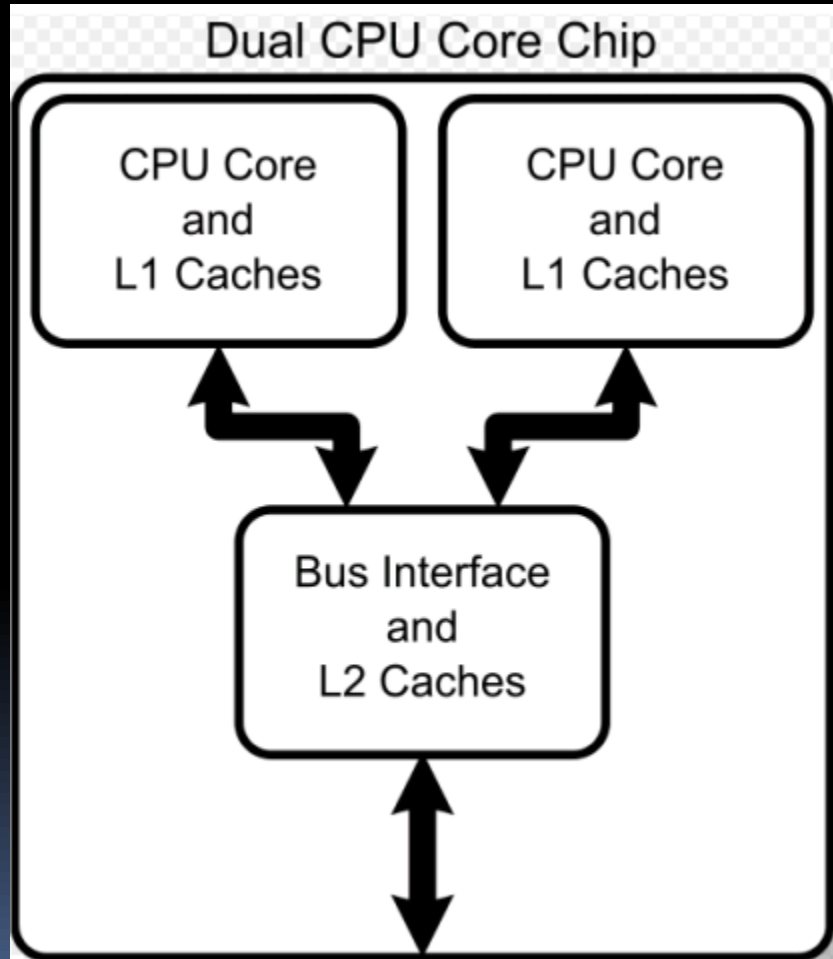 Dual CPU Core Chip
CPU Core
and
L1 Caches
CPU Core
and
L1 Caches
Bus Interface
and
L2 Caches